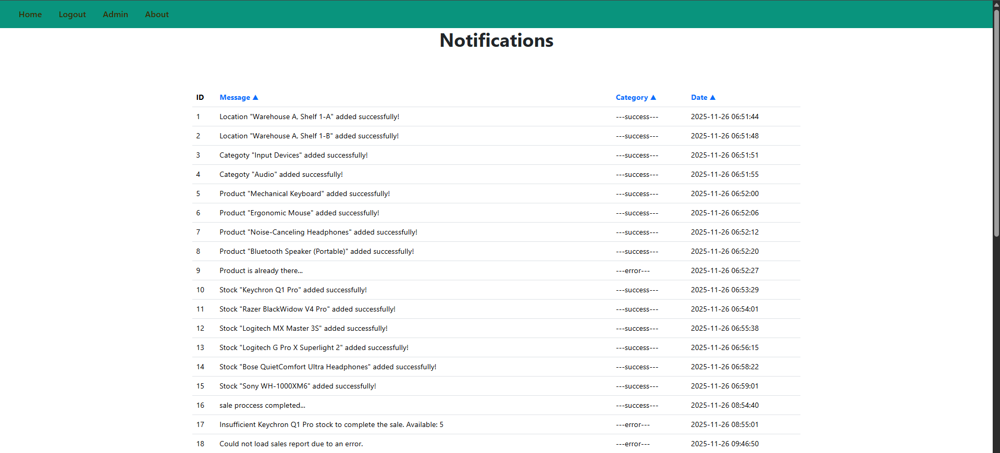 Home Logout Admin About
Notifications
ID Message ▲ Category ▲ Date ▲
1 Location "Warehouse A, Shelf 1-A" added successfully! ---success--- 2025-11-26 06:51:44
2 Location "Warehouse A, Shelf 1-B" added successfully! ---success--- 2025-11-26 06:51:48
3 Categoty "Input Devices" added successfully! ---success--- 2025-11-26 06:51:51
4 Categoty "Audio" added successfully! ---success--- 2025-11-26 06:51:55
5 Product "Mechanical Keyboard" added successfully! ---success--- 2025-11-26 06:52:00
6 Product "Ergonomic Mouse" added successfully! ---success--- 2025-11-26 06:52:06
7 Product "Noise-Canceling Headphones" added successfully! ---success--- 2025-11-26 06:52:12
8 Product "Bluetooth Speaker (Portable)" added successfully! ---success--- 2025-11-26 06:52:20
9 Product is already there... ---error--- 2025-11-26 06:52:27
10 Stock "Keychron Q1 Pro" added successfully! ---success--- 2025-11-26 06:53:29
11 Stock "Razer BlackWidow V4 Pro" added successfully! ---success--- 2025-11-26 06:54:01
12 Stock "Logitech MX Master 3S" added successfully! ---success--- 2025-11-26 06:55:38
13 Stock "Logitech G Pro X Superlight 2" added successfully! ---success--- 2025-11-26 06:56:15
14 Stock "Bose QuietComfort Ultra Headphones" added successfully! ---success--- 2025-11-26 06:58:22
15 Stock "Sony WH-1000XM6" added successfully! ---success--- 2025-11-26 06:59:01
16 sale proccess completed... ---success--- 2025-11-26 08:54:40
17 Insufficient Keychron Q1 Pro stock to complete the sale. Available: 5 ---error--- 2025-11-26 08:55:01
18 Could not load sales report due to an error. ---error--- 2025-11-26 09:46:50